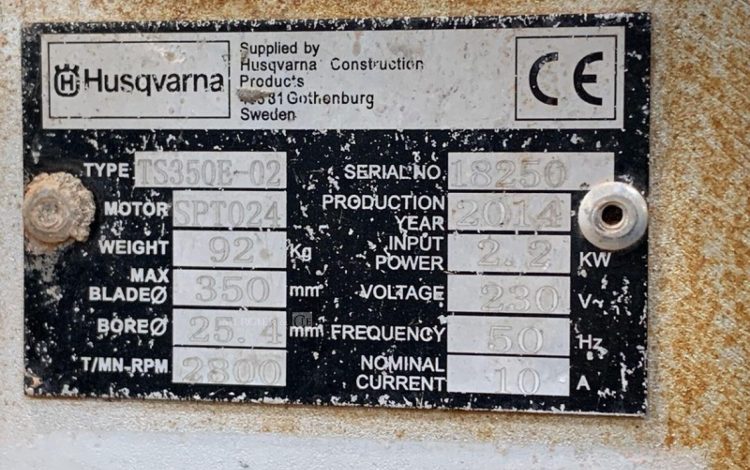 Husqvarna
Supplied by
Husqvarna Construction
Products
81 Gothenburg
Sweden
CE
TYPE TS350E-02 SERIAL NO. 18250
MOTOR SPT024 PRODUCTION YEAR 2014
WEIGHT 92 Kg INPUT POWER 2.2 KW
MAX BLADEØ 350 mm VOLTAGE 230 V~
BOREØ 25.4 mm FREQUENCY 50 Hz
T/MN-RPM 2800 NOMINAL CURRENT 10 A